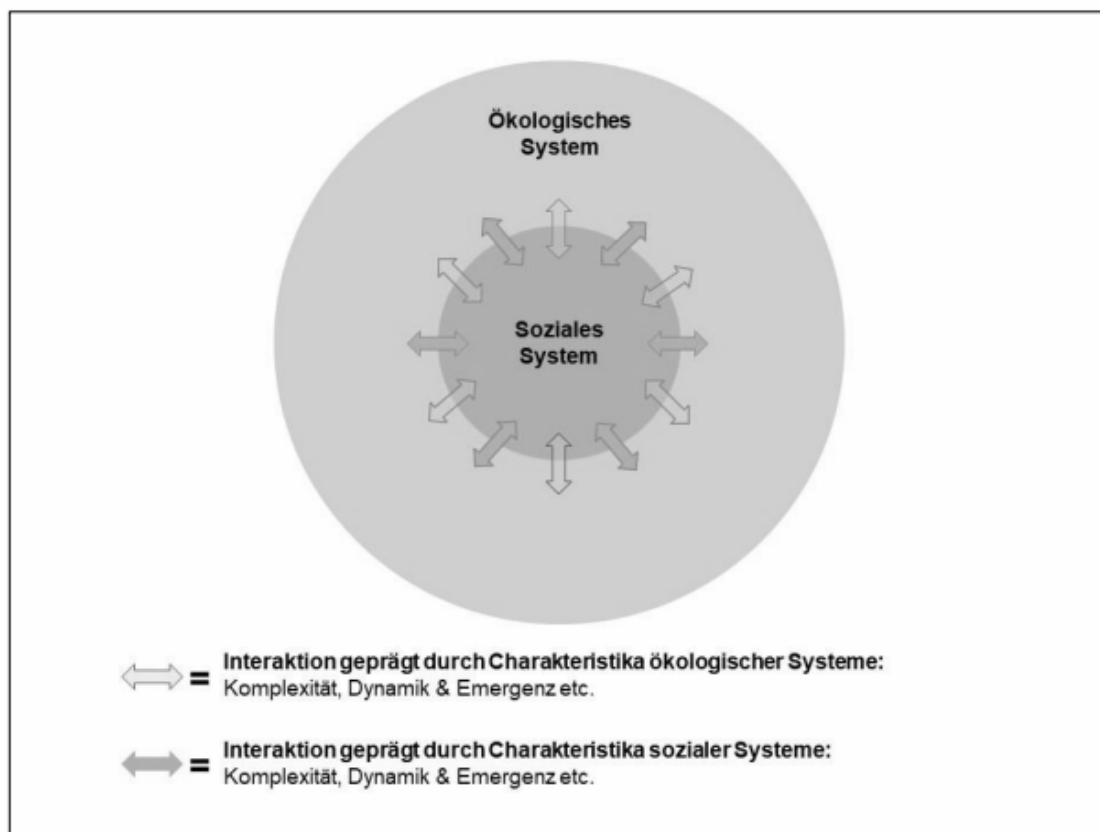 Ökologisches
System
Soziales
System
= Interaktion geprägt durch Charakteristika ökologischer Systeme:
Komplexität, Dynamik & Emergenz etc.
= Interaktion geprägt durch Charakteristika sozialer Systeme:
Komplexität, Dynamik & Emergenz etc.